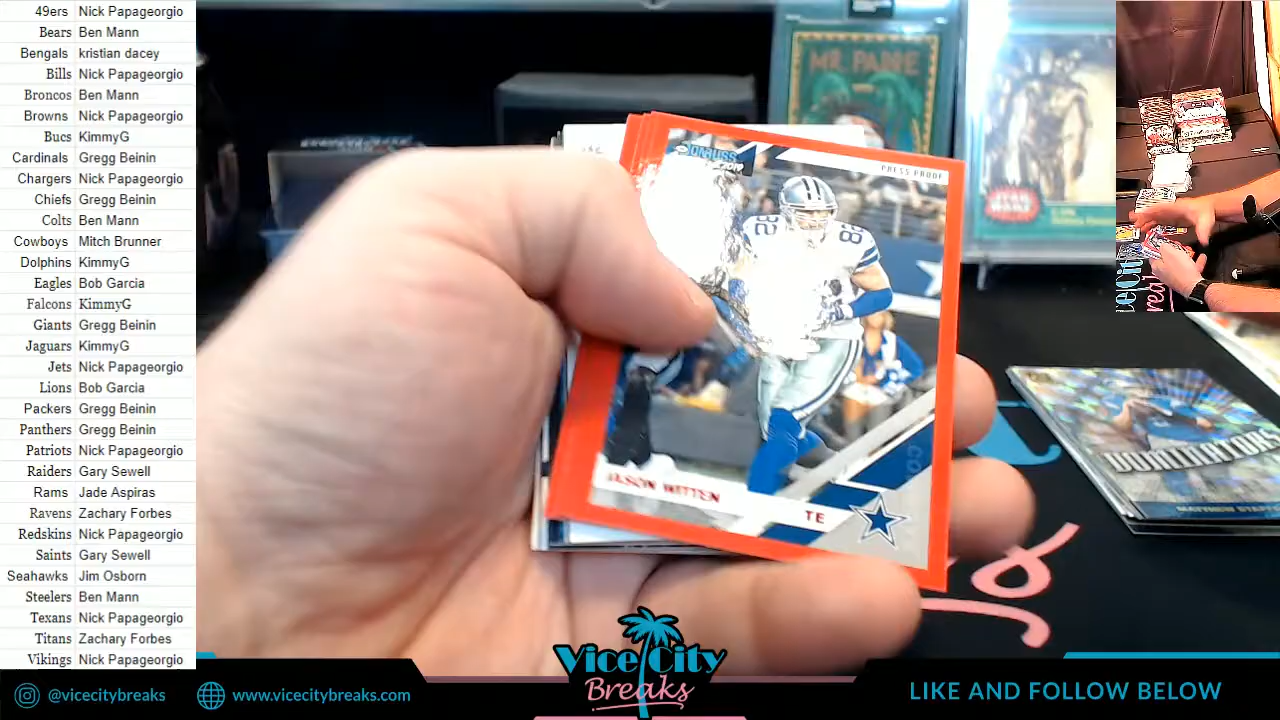 49ers Nick Papageorgio
Bears Ben Mann
Bengals kristian dacey
Bills Nick Papageorgio
Broncos Ben Mann
Browns Nick Papageorgio
Bucs KimmyG
Cardinals Gregg Beinin
Chargers Nick Papageorgio
Chiefs Gregg Beinin
Colts Ben Mann
Cowboys Mitch Brunner
Dolphins KimmyG
Eagles Bob Garcia
Falcons KimmyG
Giants Gregg Beinin
Jaguars KimmyG
Jets Nick Papageorgio
Lions Bob Garcia
Packers Gregg Beinin
Panthers Gregg Beinin
Patriots Nick Papageorgio
Raiders Gary Sewell
Rams Jade Aspiras
Ravens Zachary Forbes
Redskins Nick Papageorgio
Saints Gary Sewell
Seahawks Jim Osborn
Steelers Ben Mann
Texans Nick Papageorgio
Titans Zachary Forbes
Vikings Nick Papageorgio
STAR
WARS
DONRUSS
PRESS PROOF
82
82
JASON WITTEN
TE
DOMINATORS
MATTHEW
Vice City
Breaks
@vicecitybreaks
www.vicecitybreaks.com
LIKE AND FOLLOW BELOW